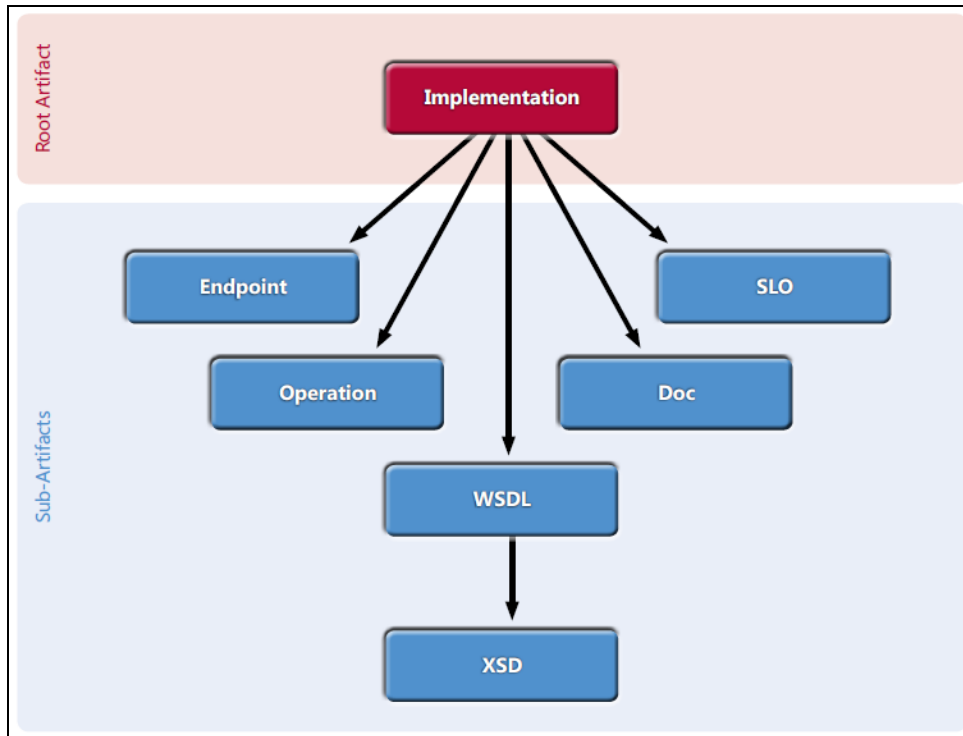 Root Artifact
Implementation
Sub-Artifacts
Endpoint
SLO
Operation
Doc
WSDL
XSD